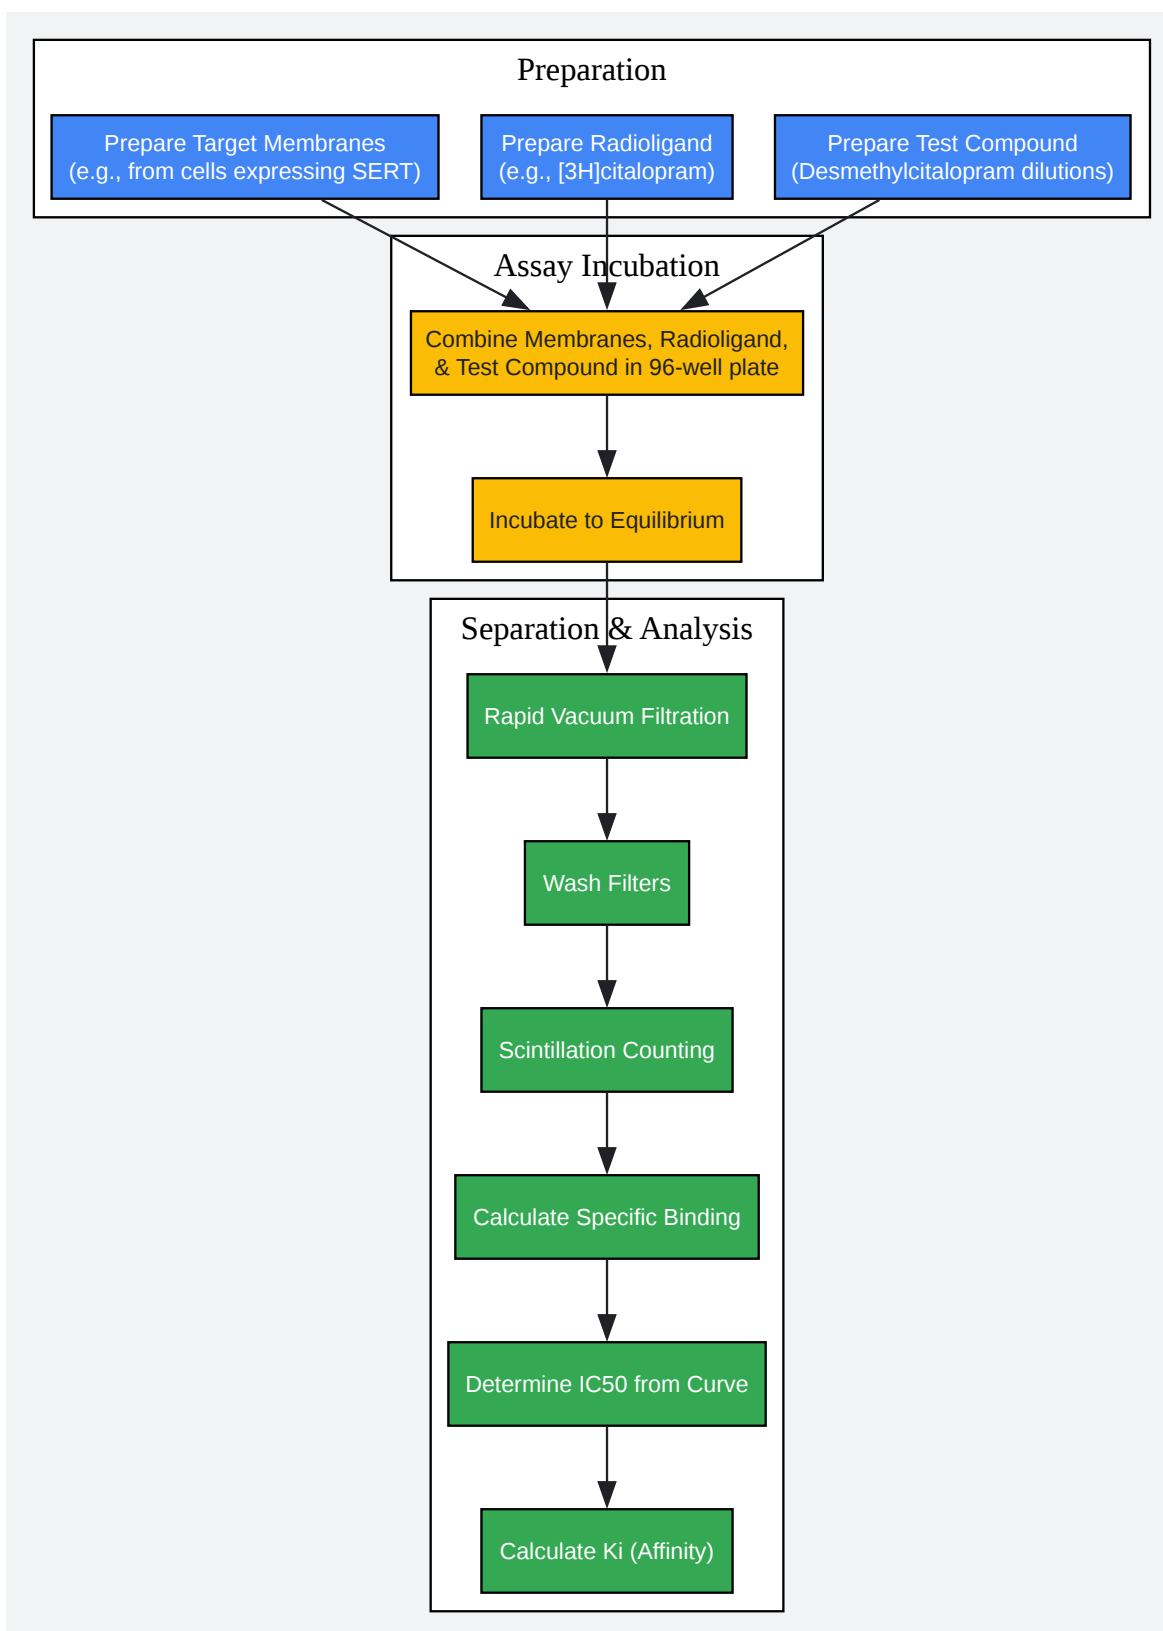 Preparation
Prepare Target Membranes
(e.g., from cells expressing SERT)
Prepare Radioligand
(e.g., [3H]citalopram)
Prepare Test Compound
(Desmethylcitalopram dilutions)
Assay Incubation
Combine Membranes, Radioligand,
& Test Compound in 96-well plate
Incubate to Equilibrium
Separation & Analysis
Rapid Vacuum Filtration
Wash Filters
Scintillation Counting
Calculate Specific Binding
Determine IC50 from Curve
Calculate Ki (Affinity)